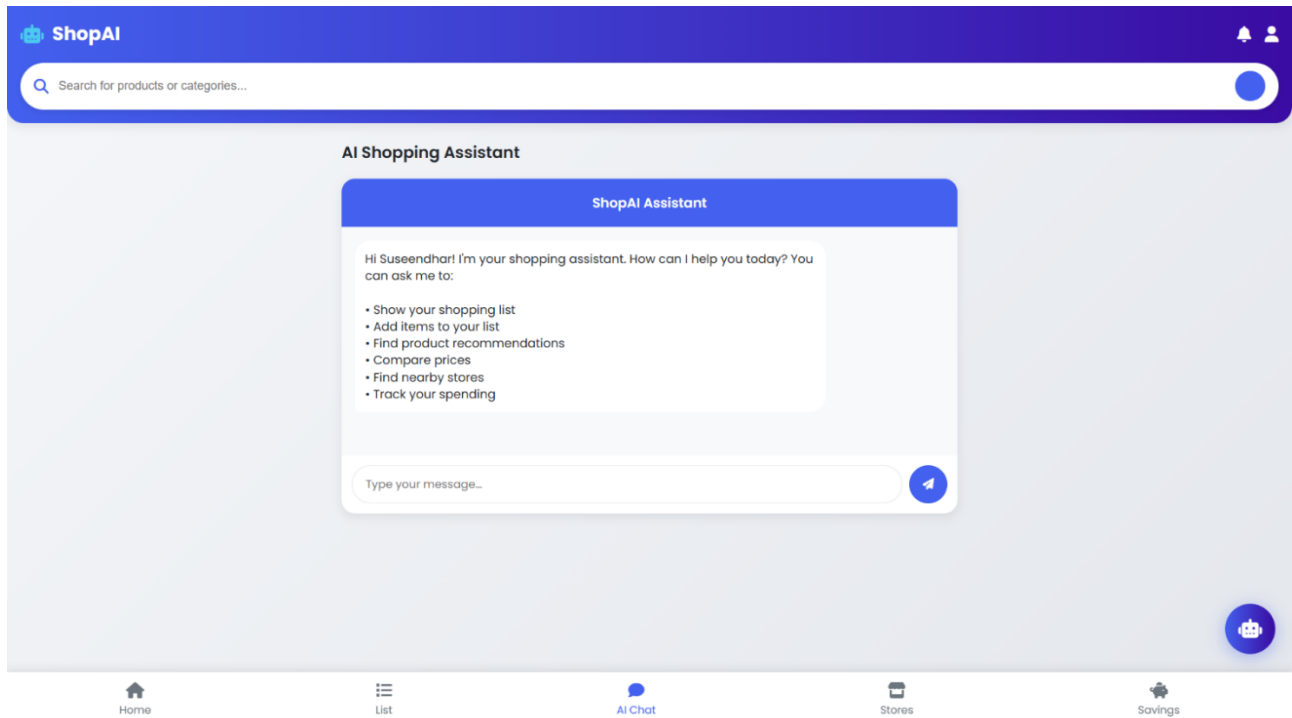 ShopAI
Search for products or categories...
AI Shopping Assistant
ShopAI Assistant
Hi Suseendhar! I'm your shopping assistant. How can I help you today? You
can ask me to:
• Show your shopping list
• Add items to your list
• Find product recommendations
• Compare prices
• Find nearby stores
• Track your spending
Type your message...
Home
List
AI Chat
Stores
Savings